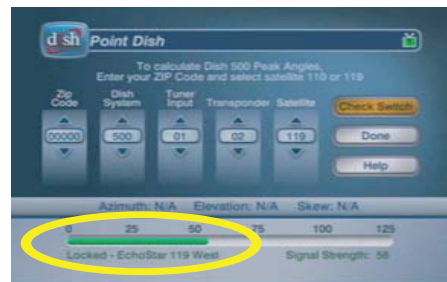 dish Point Dish
To calculate Dish 500 Peak Angles,
Enter your ZIP Code and select satellite 110 or 119
Zip Code Dish System Tuner Input Transponder Satellite
00000 500 01 02 119
Check Switch
Done
Help
Azimuth: N/A Elevation: N/A Skew: N/A
0 25 50 75 100 125
Locked - EchoStar 119 West Signal Strength: 56